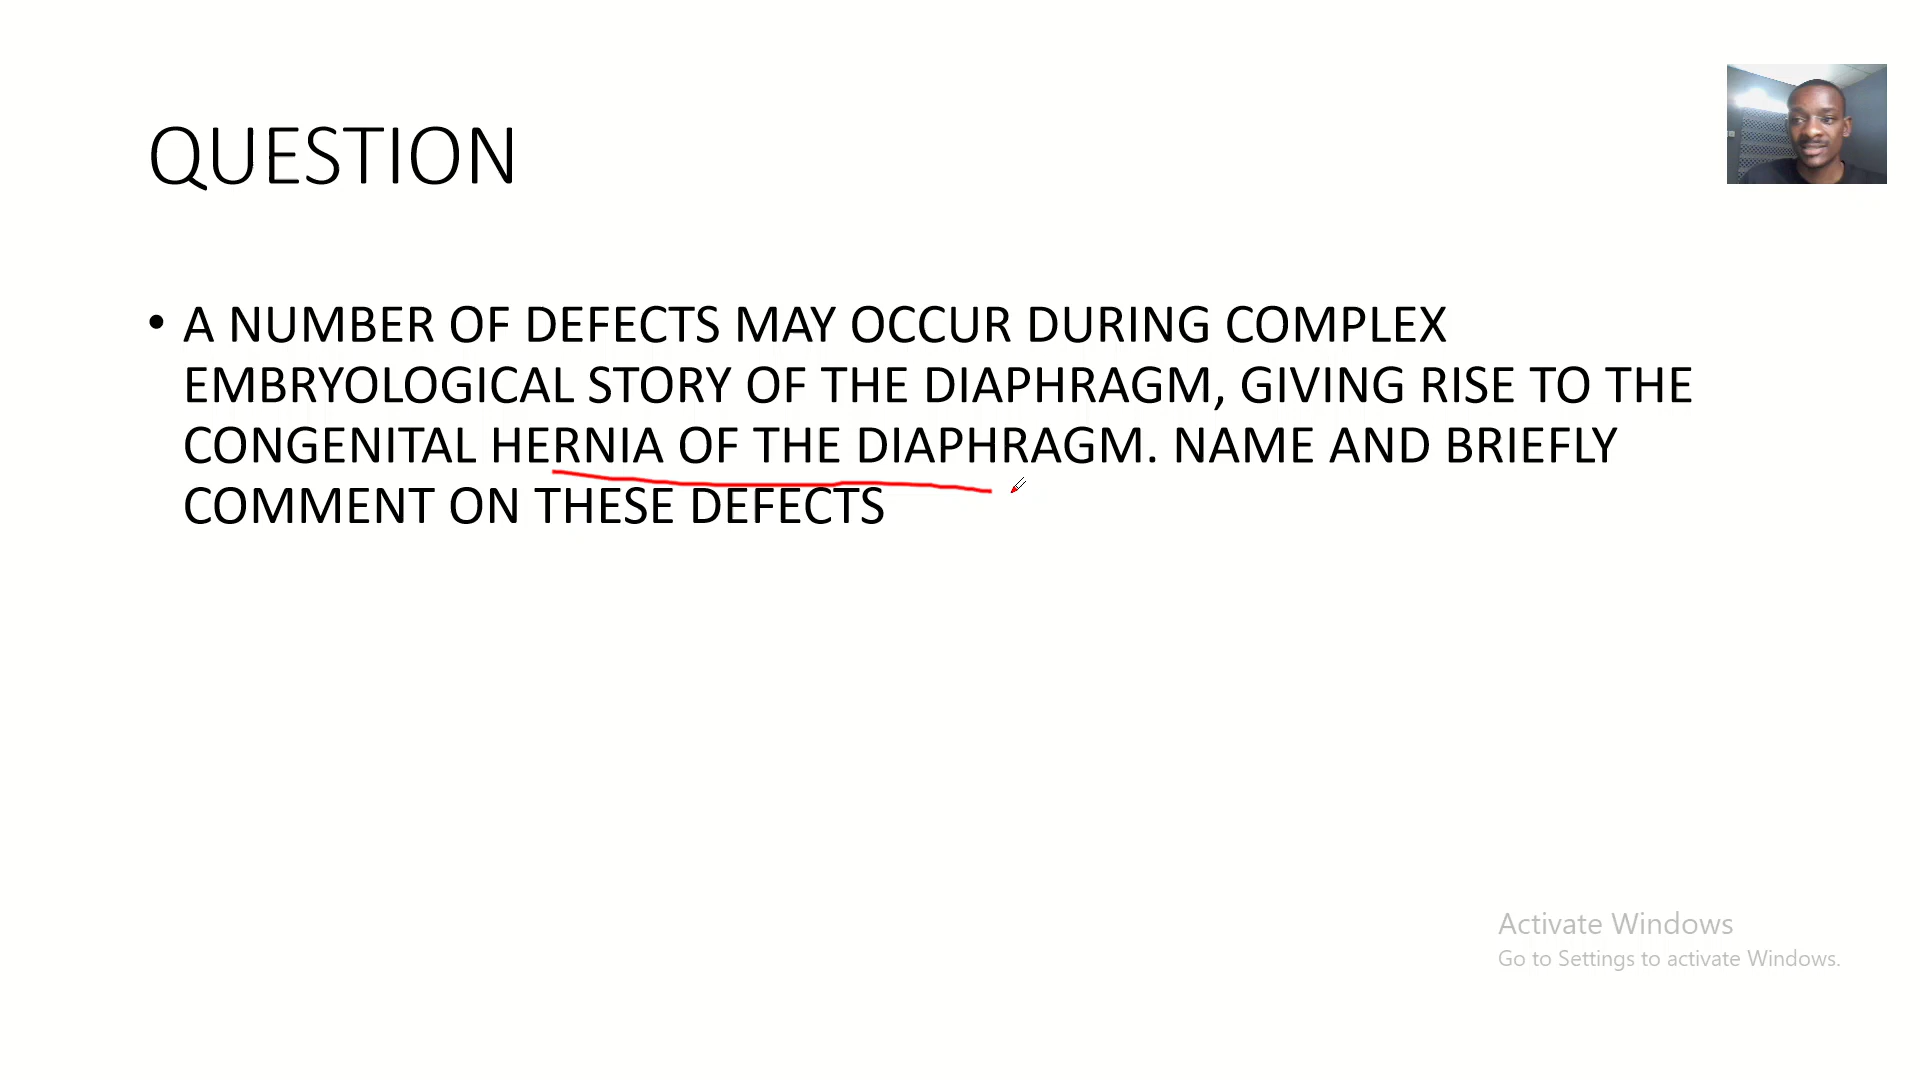 QUESTION
• A NUMBER OF DEFECTS MAY OCCUR DURING COMPLEX
EMBRYOLOGICAL STORY OF THE DIAPHRAGM, GIVING RISE TO THE
CONGENITAL HERNIA OF THE DIAPHRAGM. NAME AND BRIEFLY
COMMENT ON THESE DEFECTS
Activate Windows
Go to Settings to activate Windows.